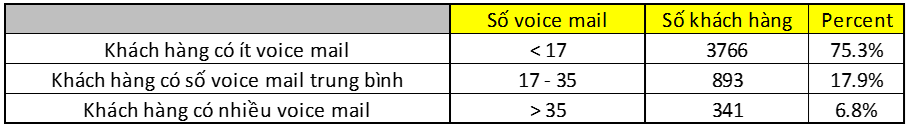 Số voice mail Số khách hàng Percent
Khách hàng có ít voice mail < 17 3766 75.3%
Khách hàng có số voice mail trung bình 17 - 35 893 17.9%
Khách hàng có nhiều voice mail > 35 341 6.8%